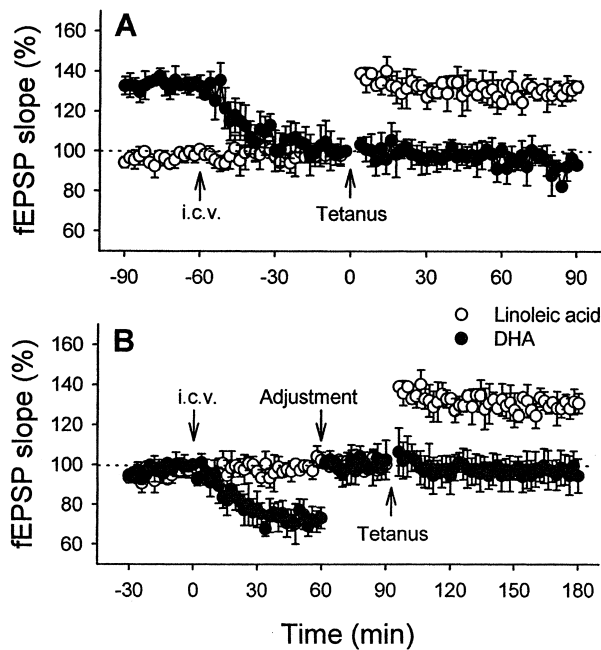 A
fEPSP slope (%)
160
140
120
100
80
60
i.c.v.
Tetanus
-90 -60 -30 0 30 60 90
Linoleic acid
DHA
B
fEPSP slope (%)
160
140
120
100
80
60
i.c.v.
Adjustment
Tetanus
-30 0 30 60 90 120 150 180
Time (min)